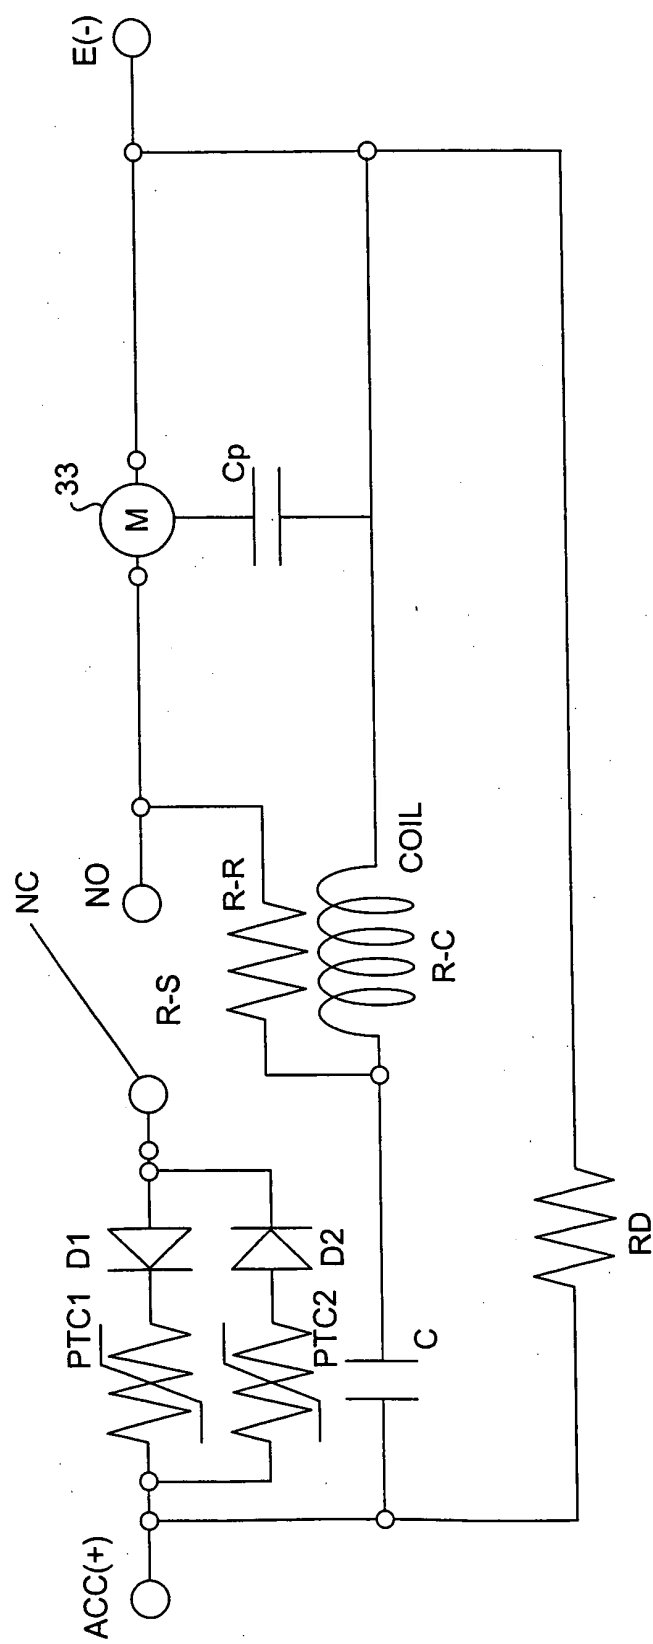 ACC(+)
PTC1
D1
PTC2
D2
C
NC
NO
R-S
R-R
COIL
R-C
33
M
Cp
E(-)
RD